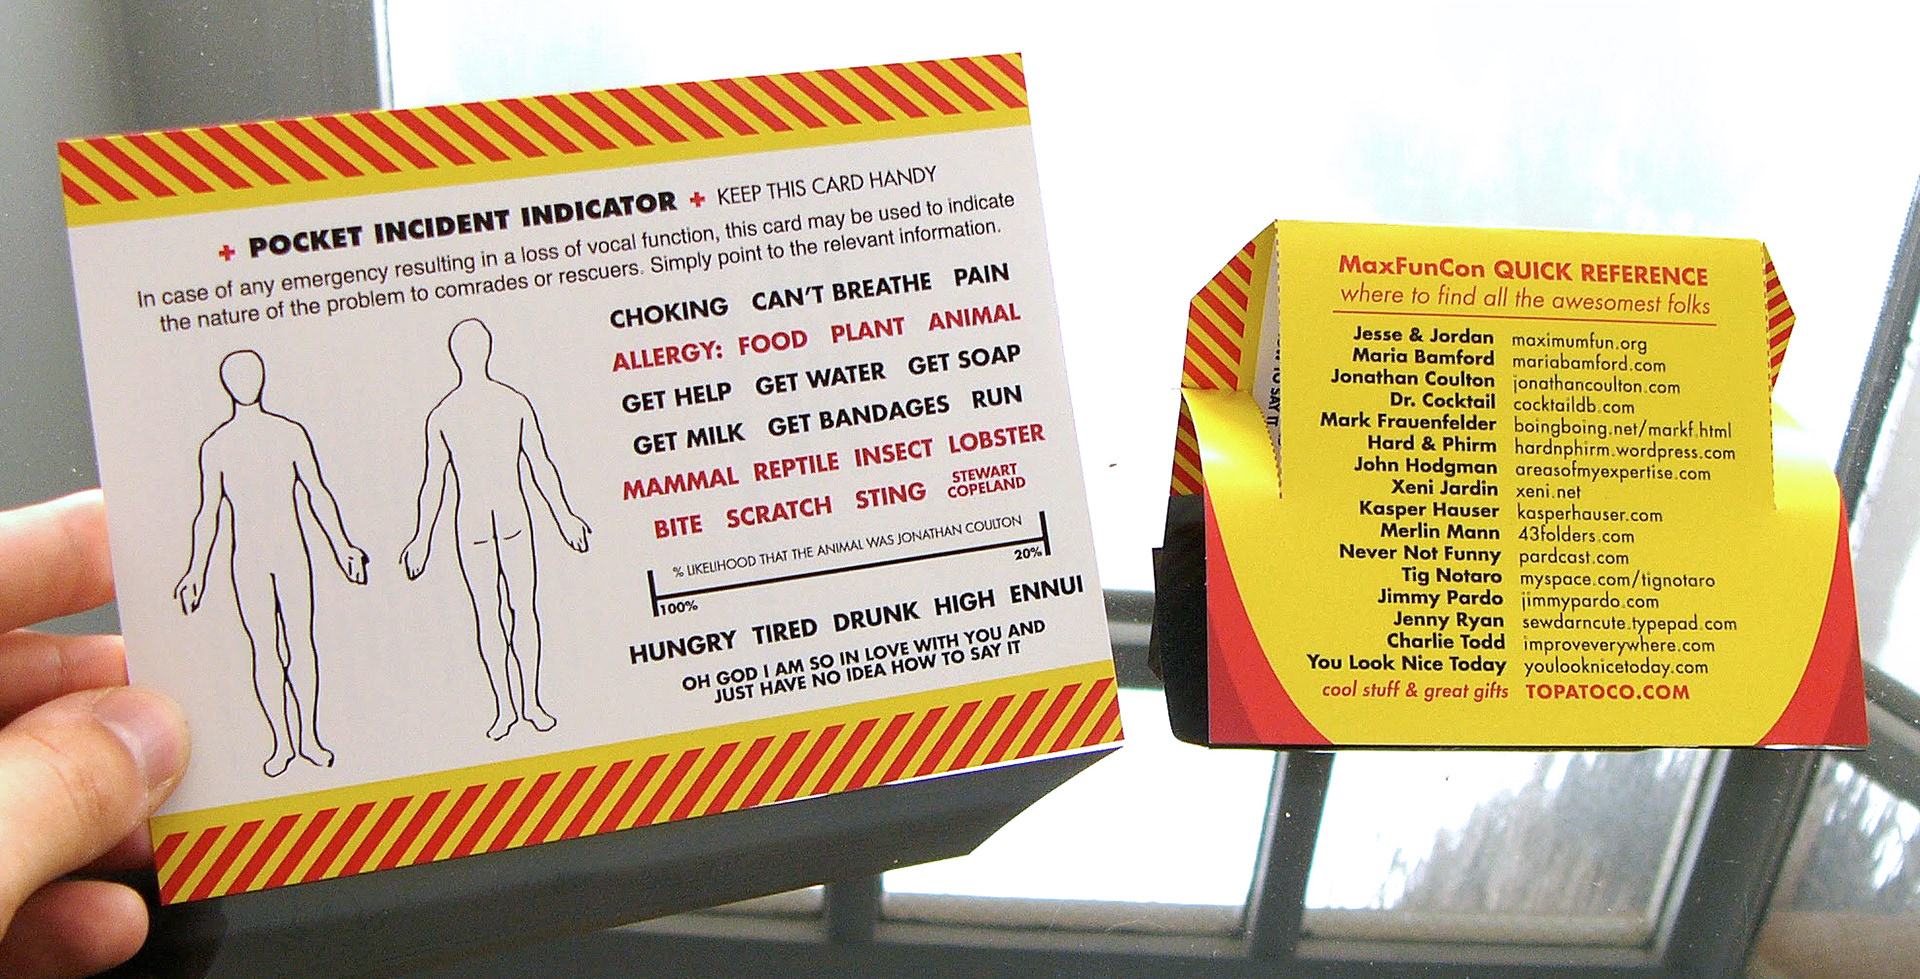 + POCKET INCIDENT INDICATOR + KEEP THIS CARD HANDY
In case of any emergency resulting in a loss of vocal function, this card may be used to indicate
the nature of the problem to comrades or rescuers. Simply point to the relevant information.
CHOKING CAN'T BREATHE PAIN
ALLERGY: FOOD PLANT ANIMAL
GET HELP GET WATER GET SOAP
GET MILK GET BANDAGES RUN
MAMMAL REPTILE INSECT LOBSTER
BITE SCRATCH STING STEWART COPELAND
% LIKELIHOOD THAT THE ANIMAL WAS JONATHAN COULTON
100% 20%
HUNGRY TIRED DRUNK HIGH ENNUI
OH GOD I AM SO IN LOVE WITH YOU AND
JUST HAVE NO IDEA HOW TO SAY IT
MaxFunCon QUICK REFERENCE
where to find all the awesomest folks
Jesse & Jordan maximumfun.org
Maria Bamford mariabamford.com
Jonathan Coulton jonathancoulton.com
Dr. Cocktail cocktaildb.com
Mark Frauenfelder boingboing.net/markf.html
Hard & Phirm hardnphirm.wordpress.com
John Hodgman areasofmyexpertise.com
Xeni Jardin xeni.net
Kasper Hauser kasperhauser.com
Merlin Mann 43folders.com
Never Not Funny pardcast.com
Tig Notaro myspace.com/tignotaro
Jimmy Pardo jimmypardo.com
Jenny Ryan sewdarncute.typepad.com
Charlie Todd improveverywhere.com
You Look Nice Today youlooknicetoday.com
cool stuff & great gifts TOPATOCO.COM
TO SAY IT